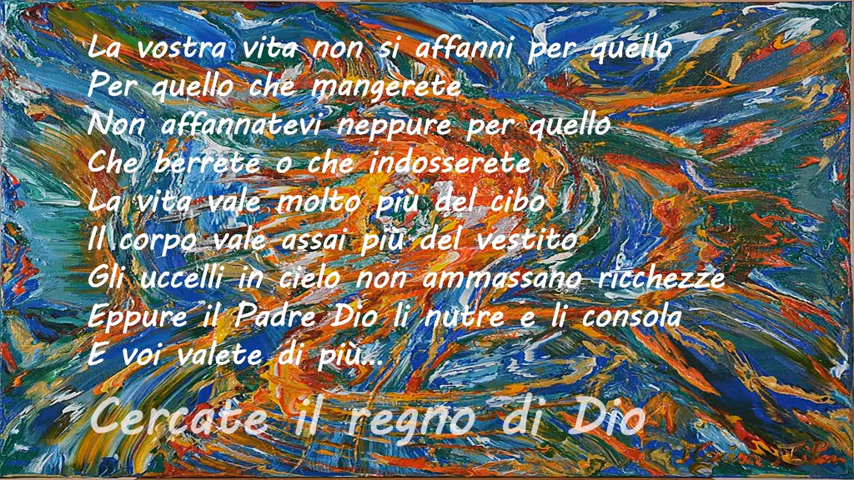 La vostra vita non si affanni per quello
Per quello che mangerete
Non affannatevi neppure per quello
Che berrete o che indosserete
La vita vale molto più del cibo
Il corpo vale assai più del vestito
Gli uccelli in cielo non ammassano ricchezze
Eppure il Padre Dio li nutre e li consola
E voi valete di più...
Cercate il regno di Dio